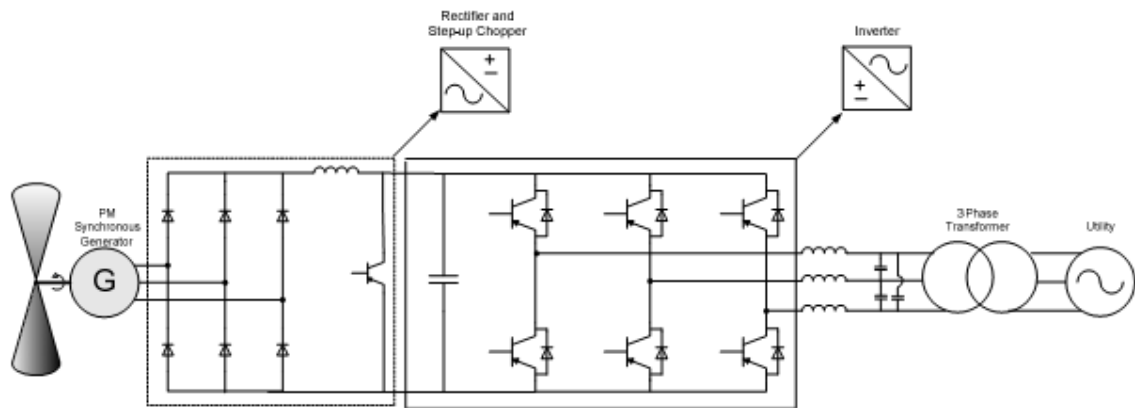 Rectifier and
Step-up Chopper
Inverter
PM
Synchronous
Generator
G
3 Phase
Transformer
Utility